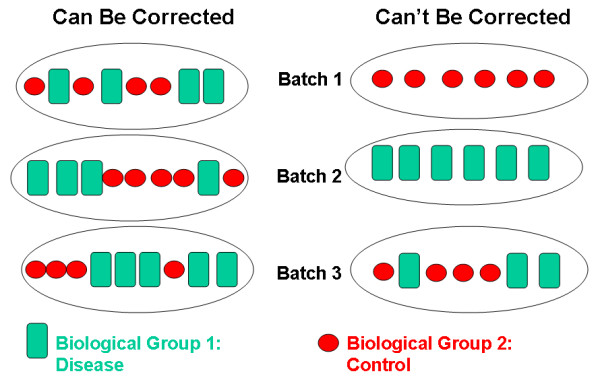 Can Be Corrected
Can't Be Corrected
Batch 1
Batch 2
Batch 3
Biological Group 1:
Disease
Biological Group 2:
Control